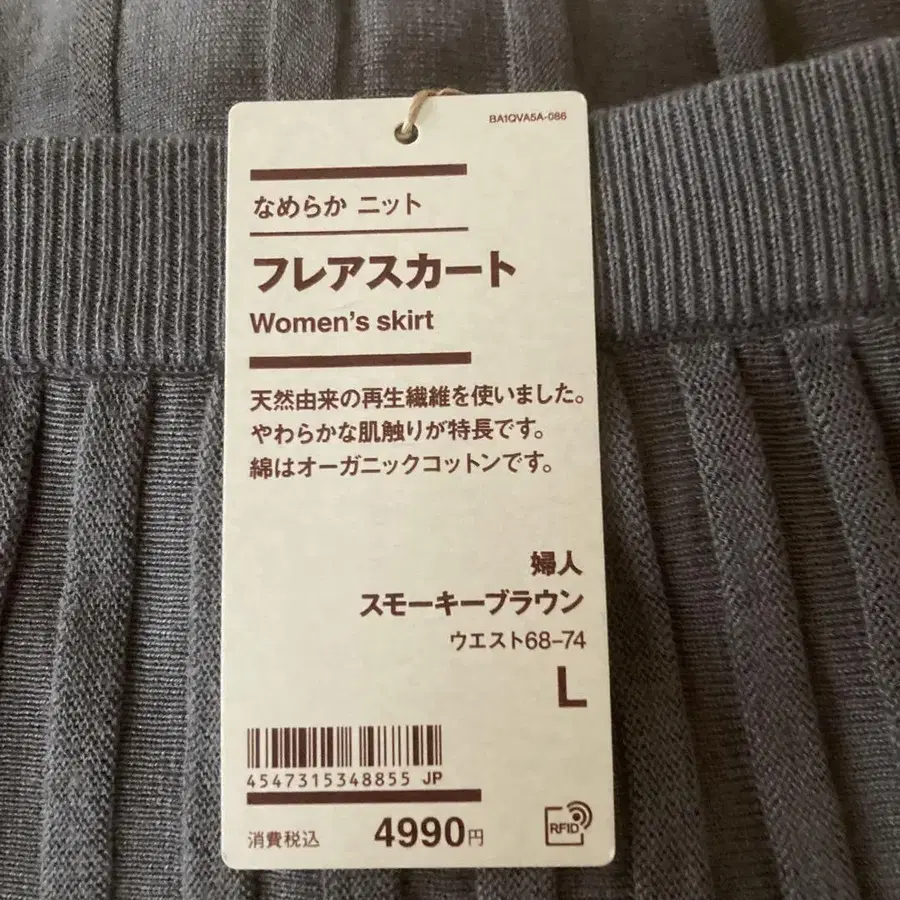 BA1QVA5A-086
なめらか ニット
フレアスカート
Women's skirt
天然由来の再生繊維を使いました。
やわらかな肌触りが特長です。
綿はオーガニックコットンです。
婦人
スモーキーブラウン
ウエスト68-74
L
4547315348855 JP
消費税込 4990円
RFID